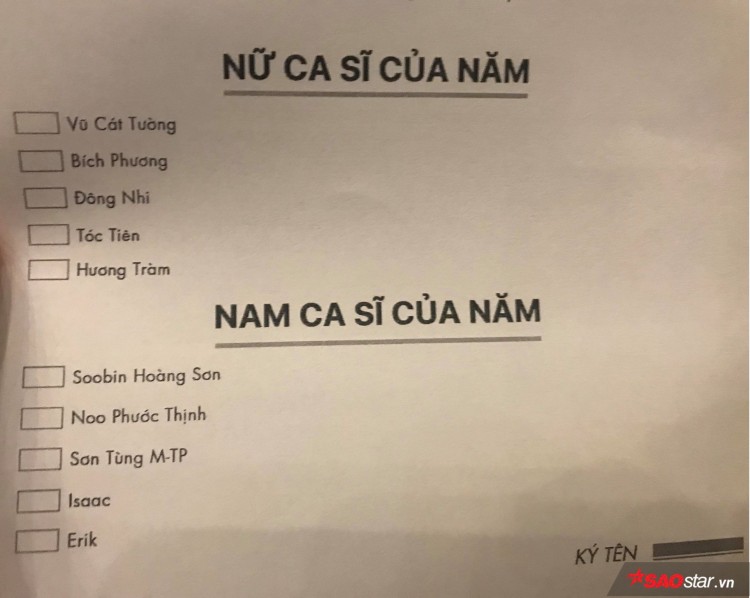 NỮ CA SĨ CỦA NĂM
Vũ Cát Tường
Bích Phương
Đông Nhi
Tóc Tiên
Hương Tràm
NAM CA SĨ CỦA NĂM
Soobin Hoàng Sơn
Noo Phước Thịnh
Sơn Tùng M-TP
Isaac
Erik
KÝ TÊN
SAOstar.vn